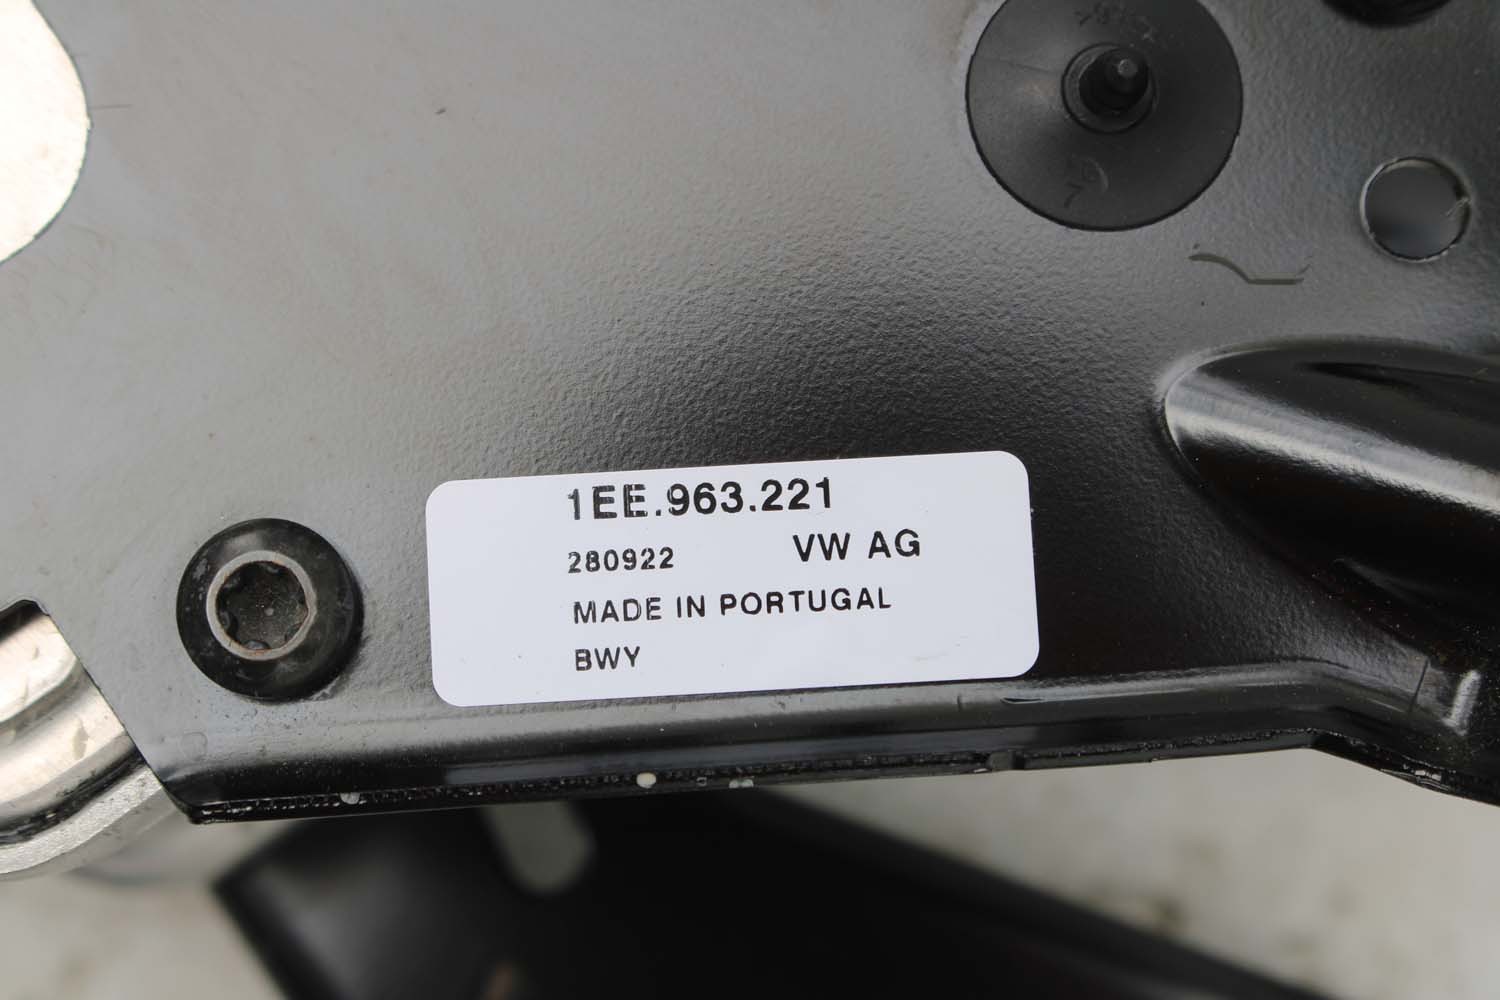 1EE.963.221
280922 VW AG
MADE IN PORTUGAL
BWY